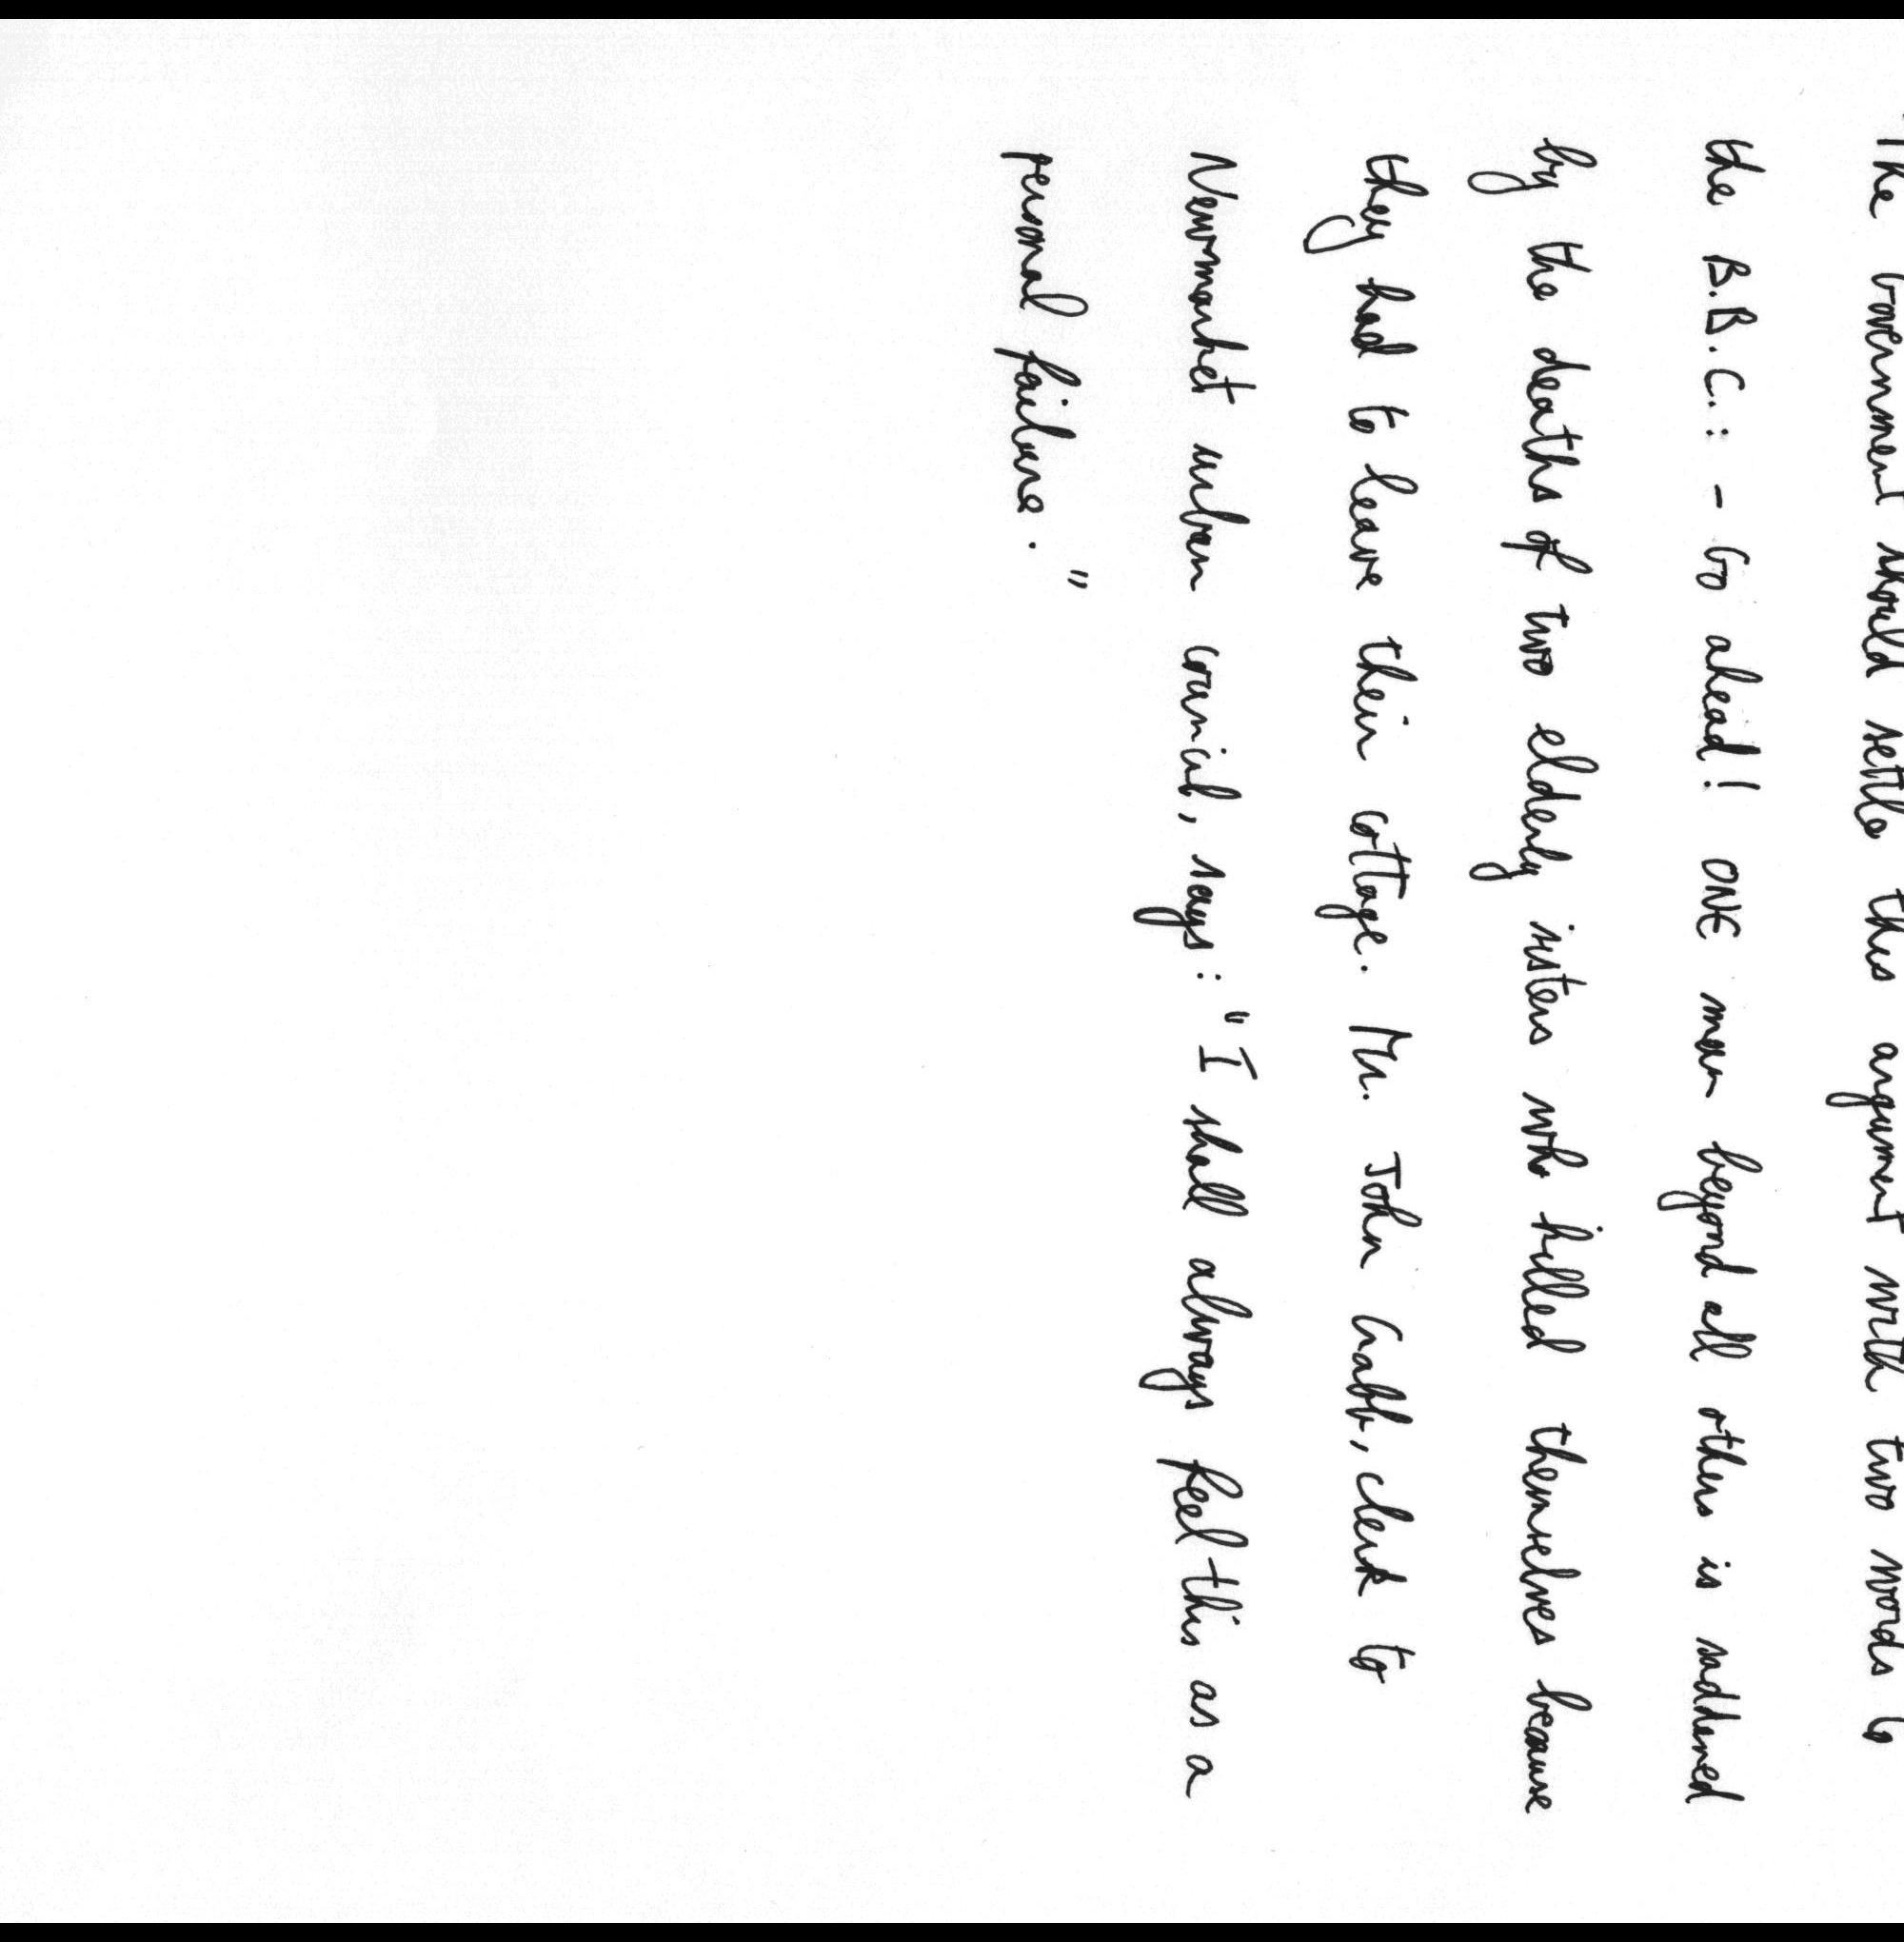 The Government should settle this argument with two words to
the B.B.C.: - Go ahead! ONE man beyond all others is saddened
by the deaths of two elderly sisters who killed themselves because
they had to leave their cottage. Mr. John Gabb, clerk to
Newmarket urban council, says: "I shall always feel this as a
personal failure."